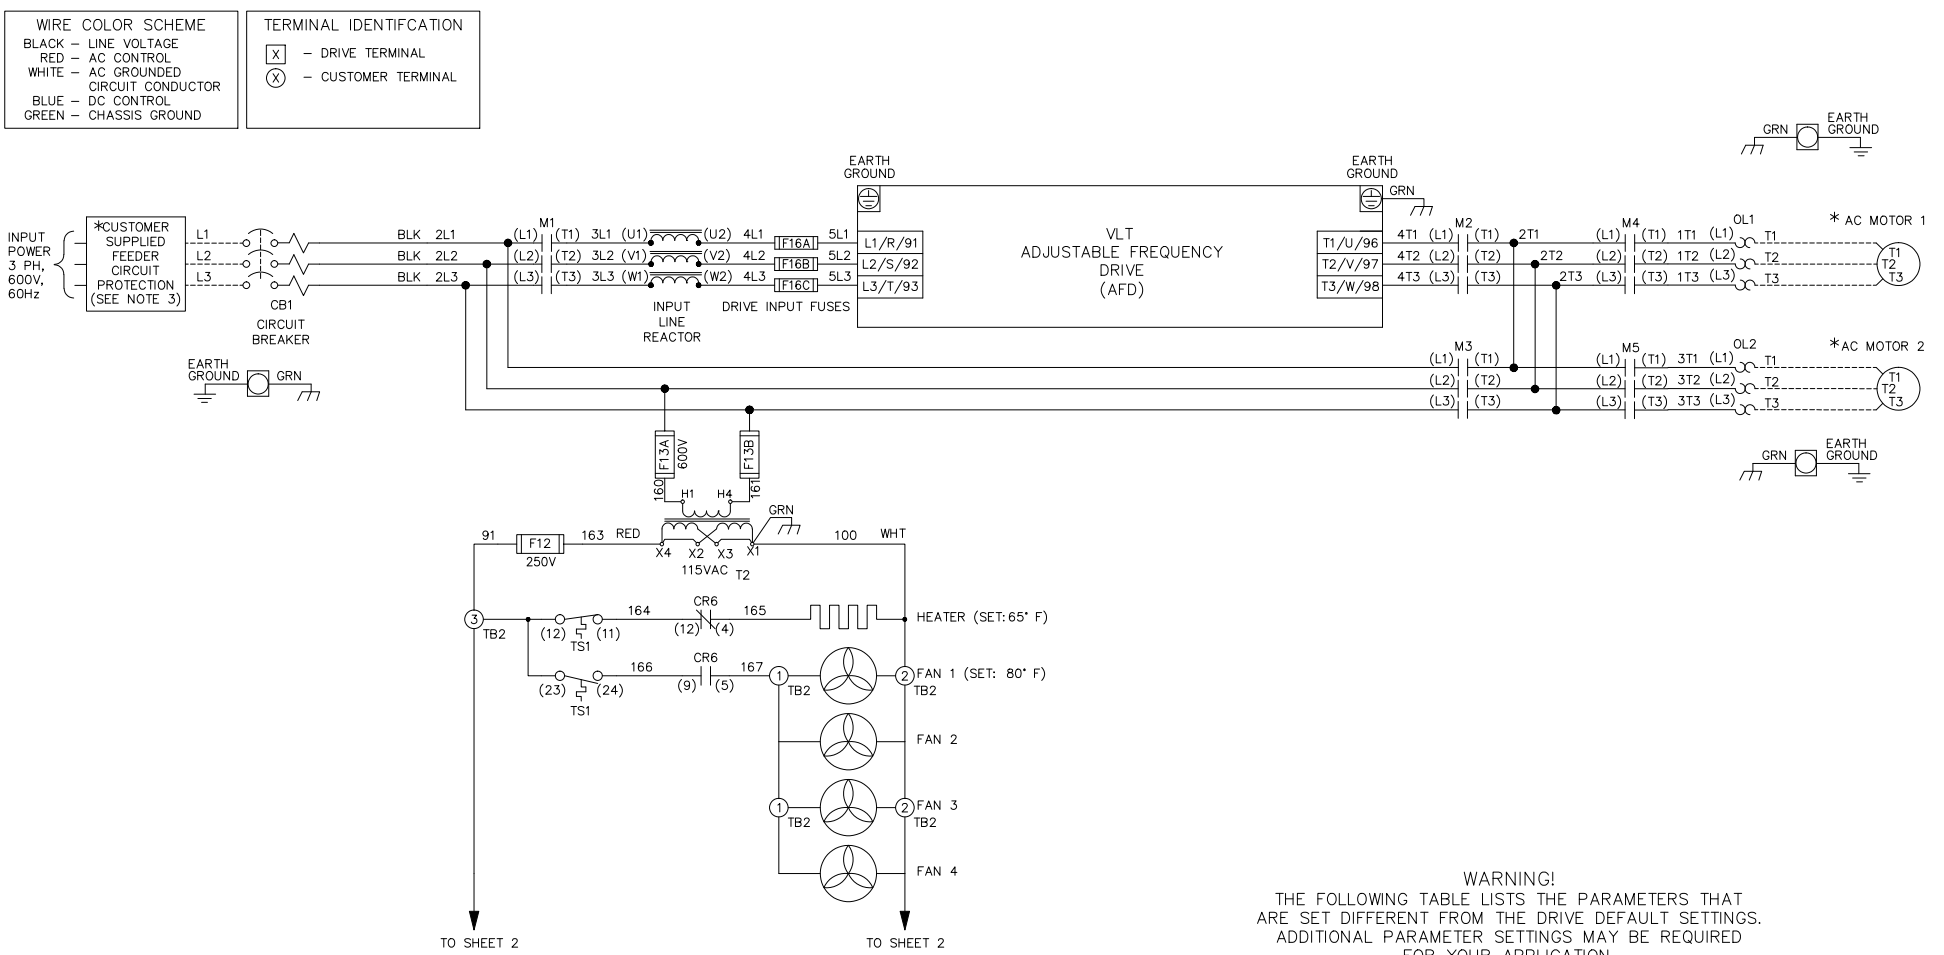 WIRE COLOR SCHEME
BLACK – LINE VOLTAGE
RED – AC CONTROL
WHITE – AC GROUNDED
CIRCUIT CONDUCTOR
BLUE – DC CONTROL
GREEN – CHASSIS GROUND
TERMINAL IDENTIFCATION
X – DRIVE TERMINAL
X – CUSTOMER TERMINAL
GRN
EARTH
GROUND
EARTH
GROUND
EARTH
GROUND
GRN
INPUT
POWER
3 PH,
600V,
60Hz
*CUSTOMER
SUPPLIED
FEEDER
CIRCUIT
PROTECTION
(SEE NOTE 3)
L1
L2
L3
CB1
CIRCUIT
BREAKER
BLK 2L1
BLK 2L2
BLK 2L3
M1
(L1) (T1) 3L1 (U1) (U2) 4L1 F16A 5L1 L1/R/91
(L2) (T2) 3L2 (V1) (V2) 4L2 F16B 5L2 L2/S/92
(L3) (T3) 3L3 (W1) (W2) 4L3 F16C 5L3 L3/T/93
INPUT
LINE
REACTOR
DRIVE INPUT FUSES
VLT
ADJUSTABLE FREQUENCY
DRIVE
(AFD)
M2 M4 OL1 * AC MOTOR 1
T1/U/96 4T1 (L1) (T1) 2T1 (L1) (T1) 1T1 (L1) T1
T2/V/97 4T2 (L2) (T2) 2T2 (L2) (T2) 1T2 (L2) T2
T3/W/98 4T3 (L3) (T3) 2T3 (L3) (T3) 1T3 (L3) T3
T1
T2
T3
M3 M5 OL2 *AC MOTOR 2
(L1) (T1) (L1) (T1) 3T1 (L1) T1
(L2) (T2) (L2) (T2) 3T2 (L2) T2
(L3) (T3) (L3) (T3) 3T3 (L3) T3
T1
T2
T3
EARTH
GROUND GRN
GRN
EARTH
GROUND
F13A
600V
F13B
160
161
H1 H4
GRN
91 F12 163 RED
250V
X4 X2 X3 X1
115VAC T2
100 WHT
3
TB2
(12) (11)
TS1
164
CR6
(12) (4)
165
HEATER (SET:65° F)
(23) (24)
TS1
166
CR6
(9) (5)
167
1
TB2
2
TB2
FAN 1 (SET: 80° F)
FAN 2
1
TB2
2
TB2
FAN 3
FAN 4
TO SHEET 2
TO SHEET 2
WARNING!
THE FOLLOWING TABLE LISTS THE PARAMETERS THAT
ARE SET DIFFERENT FROM THE DRIVE DEFAULT SETTINGS.
ADDITIONAL PARAMETER SETTINGS MAY BE REQUIRED
FOR YOUR APPLICATION